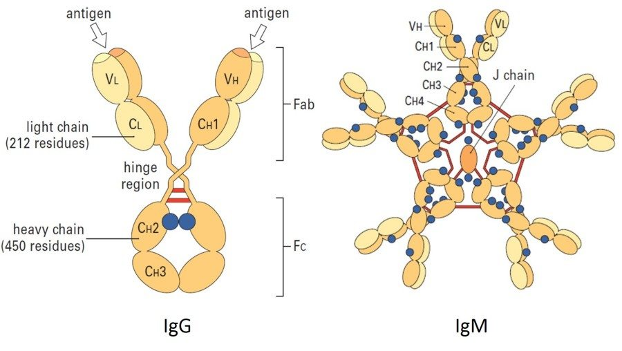 antigen
antigen
VL
VH
CL
CH1
Fab
light chain
(212 residues)
hinge
region
heavy chain
(450 residues)
CH2
CH3
Fc
IgG
VH
VL
CH1
CL
CH2
CH3
CH4
J chain
IgM